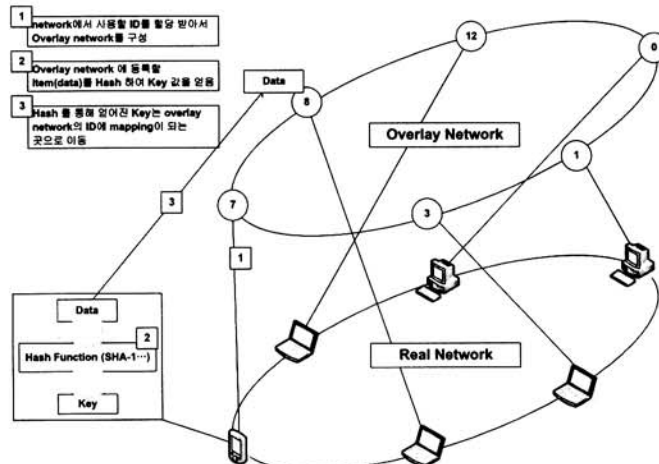 1
network에서 사용할 ID를 할당 받아서
Overlay network를 구성
2
Overlay network 에 등록할
Item(data)를 Hash 하여 Key 값을 얻음
3
Hash 를 통해 얻어진 Key는 overlay
network의 ID에 mapping이 되는
곳으로 이동
Data
8
12
0
Overlay Network
1
7
3
3
1
Data
2
Hash Function (SHA-1…)
Key
Real Network